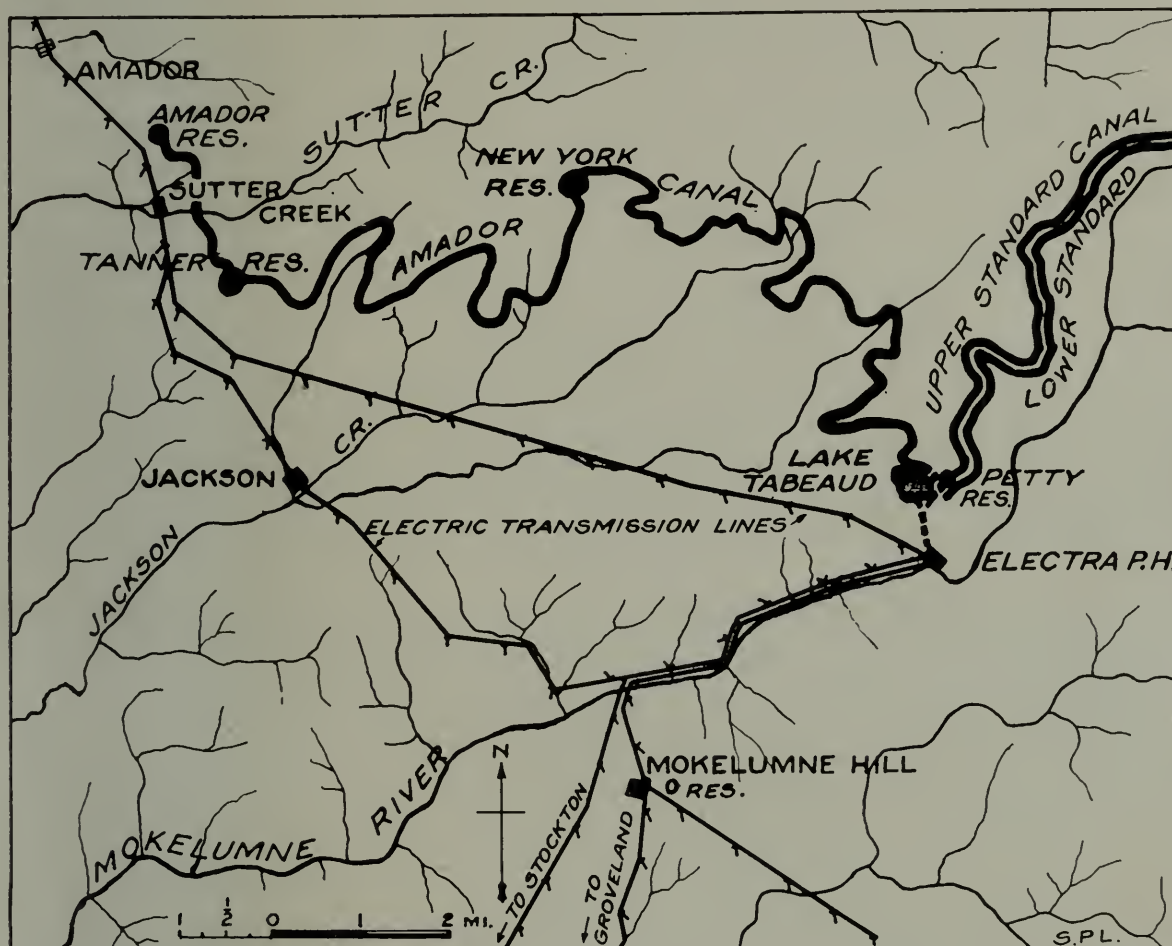 AMADOR
AMADOR
RES.
SUTTER CR.
NEW YORK
RES.
CANAL
UPPER STANDARD CANAL
LOWER STANDARD
SUTTER
CREEK
TANNER RES.
AMADOR
JACKSON
CR.
LAKE
TABEAUD
PETTY
RES.
ELECTRIC TRANSMISSION LINES
ELECTRA P.H.
JACKSON
N
MOKELUMNE HILL
RES.
MOKELUMNE RIVER
TO STOCKTON
TO
GROVELAND
1 1/2 0 1 2 MI.
S.P.L.